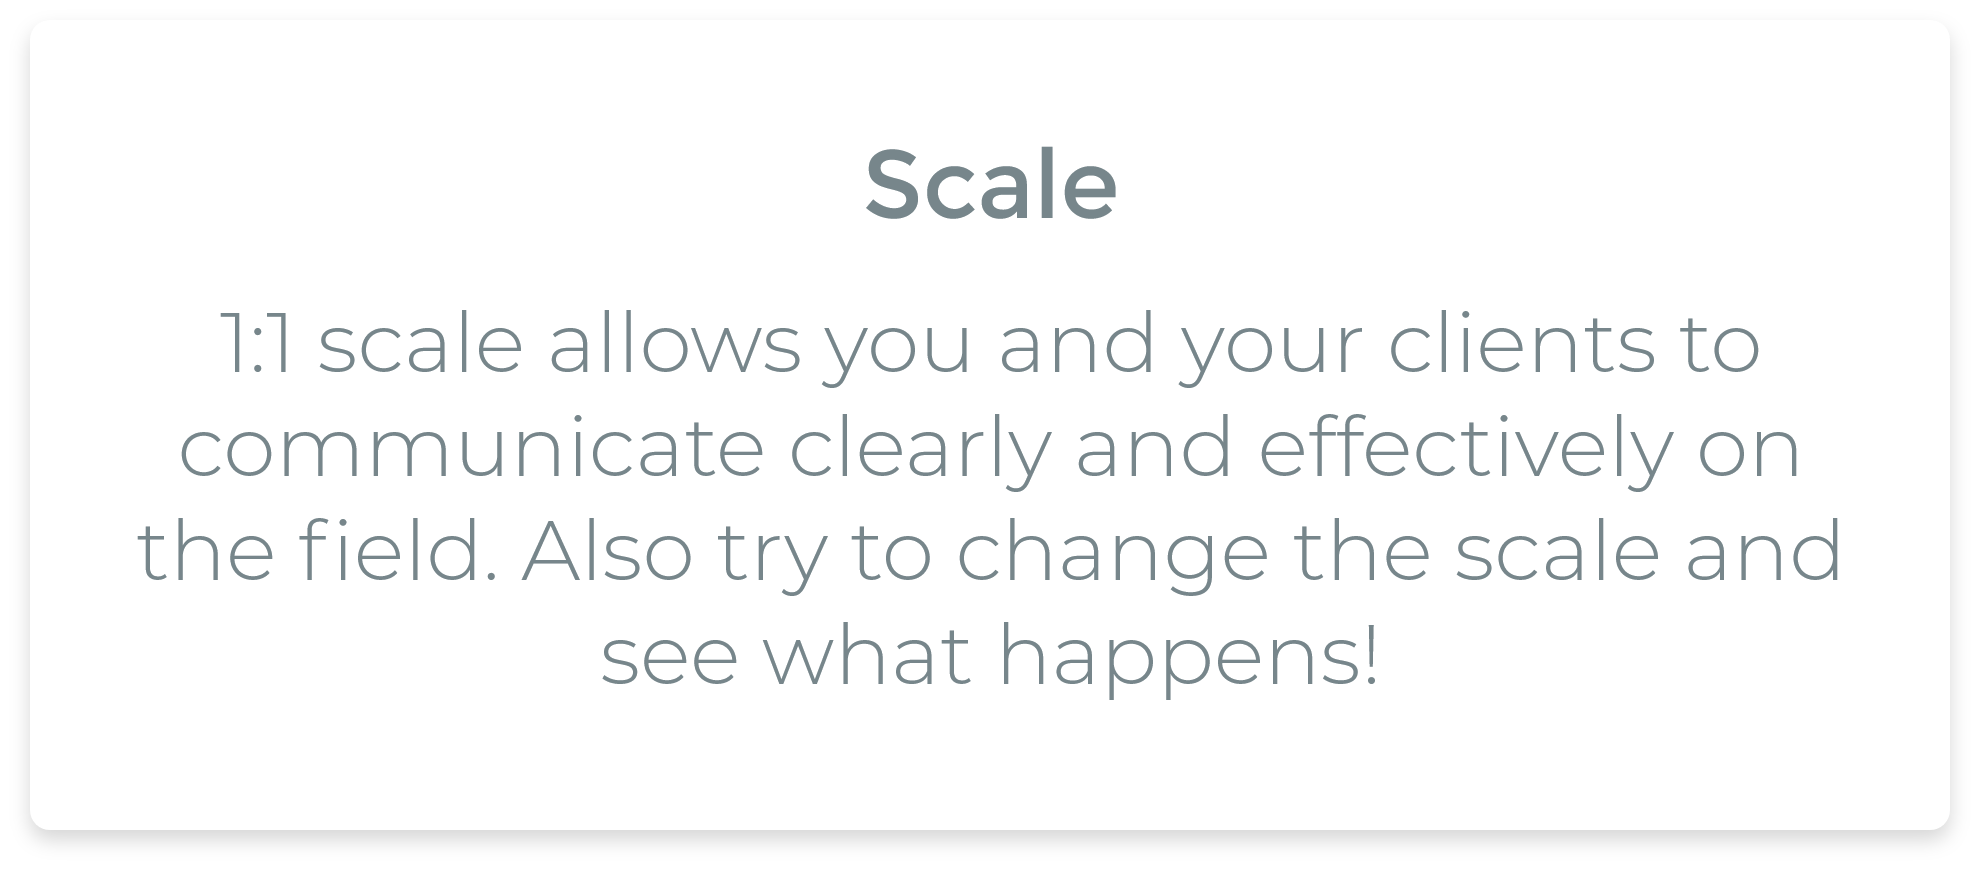 Scale
1:1 scale allows you and your clients to
communicate clearly and effectively on
the field. Also try to change the scale and
see what happens!